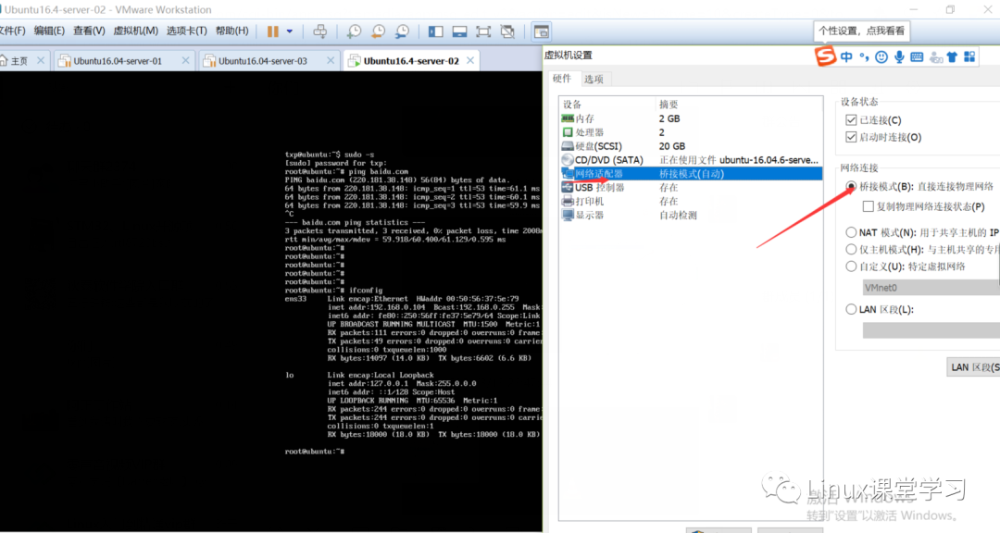 Ubuntu16.4-server-02 - VMware Workstation
文件(F) 编辑(E) 查看(V) 虚拟机(M) 选项卡(T) 帮助(H)
个性设置，点我看看
主页 Ubuntu16.04-server-01 Ubuntu16.04-server-03 Ubuntu16.4-server-02
中
虚拟机设置
硬件 选项
设备 摘要
内存 2 GB
处理器 2
硬盘(SCSI) 20 GB
CD/DVD (SATA) 正在使用文件 ubuntu-16.04.6-serve...
网络适配器 桥接模式(自动)
USB 控制器 存在
打印机 存在
显示器 自动检测
设备状态
已连接(C)
启动时连接(O)
网络连接
桥接模式(B): 直接连接物理网络
复制物理网络连接状态(P)
NAT 模式(N): 用于共享主机的 IP
仅主机模式(H): 与主机共享的专用
自定义(U): 特定虚拟网络
VMnet0
LAN 区段(L):
LAN 区段(S
txp@ubuntu:~$ sudo -s
[sudo] password for txp:
root@ubuntu:~# ping baidu.com
PING baidu.com (220.181.38.148) 56(84) bytes of data.
64 bytes from 220.181.38.148: icmp_seq=1 ttl=53 time=61.1 ms
64 bytes from 220.181.38.148: icmp_seq=2 ttl=53 time=60.1 ms
64 bytes from 220.181.38.148: icmp_seq=3 ttl=53 time=59.9 ms
^C
--- baidu.com ping statistics ---
3 packets transmitted, 3 received, 0% packet loss, time 2008m
rtt min/avg/max/mdev = 59.918/60.400/61.129/0.595 ms
root@ubuntu:~#
root@ubuntu:~#
root@ubuntu:~#
root@ubuntu:~#
root@ubuntu:~#
root@ubuntu:~# ifconfig
ens33 Link encap:Ethernet HWaddr 00:50:56:37:5e:79
inet addr:192.168.0.104 Bcast:192.168.0.255 Mask:
inet6 addr: fe80::250:56ff:fe37:5e79/64 Scope:Link
UP BROADCAST RUNNING MULTICAST MTU:1500 Metric:1
RX packets:111 errors:0 dropped:0 overruns:0 frame:
TX packets:49 errors:0 dropped:0 overruns:0 carrier
collisions:0 txqueuelen:1000
RX bytes:14097 (14.0 KB) TX bytes:6602 (6.6 KB)
lo Link encap:Local Loopback
inet addr:127.0.0.1 Mask:255.0.0.0
inet6 addr: ::1/128 Scope:Host
UP LOOPBACK RUNNING MTU:65536 Metric:1
RX packets:244 errors:0 dropped:0 overruns:0 frame:
TX packets:244 errors:0 dropped:0 overruns:0 carrie
collisions:0 txqueuelen:1
RX bytes:18000 (18.0 KB) TX bytes:18000 (18.0 KB)
root@ubuntu:~#
Linux课堂学习
激活 Windows
转到"设置"以激活 Windows。